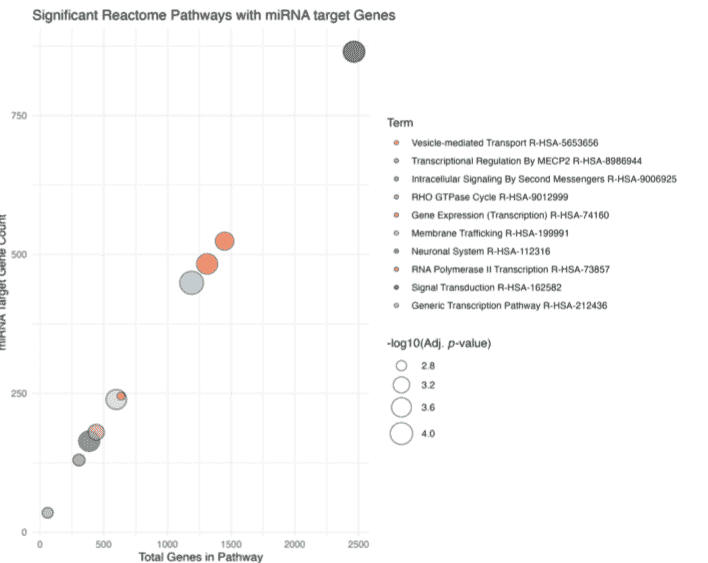 Significant Reactome Pathways with miRNA target Genes
750
500
250
0
miRNA Target Gene Count
0 500 1000 1500 2000 2500
Total Genes in Pathway
Term
Vesicle-mediated Transport R-HSA-5653656
Transcriptional Regulation By MECP2 R-HSA-8986944
Intracellular Signaling By Second Messengers R-HSA-9006925
RHO GTPase Cycle R-HSA-9012999
Gene Expression (Transcription) R-HSA-74160
Membrane Trafficking R-HSA-199991
Neuronal System R-HSA-112316
RNA Polymerase II Transcription R-HSA-73857
Signal Transduction R-HSA-162582
Generic Transcription Pathway R-HSA-212436
-log10(Adj. p-value)
2.8
3.2
3.6
4.0